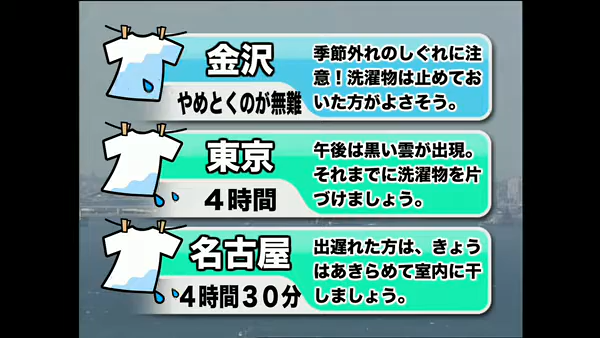 金沢
やめとくのが無難
季節外れのしぐれに注
意！洗濯物は止めてお
いた方がよさそう。
東京
４時間
午後は黒い雲が出現。
それまでに洗濯物を片
づけましょう。
名古屋
４時間３０分
出遅れた方は、きょう
はあきらめて室内に干
しましょう。